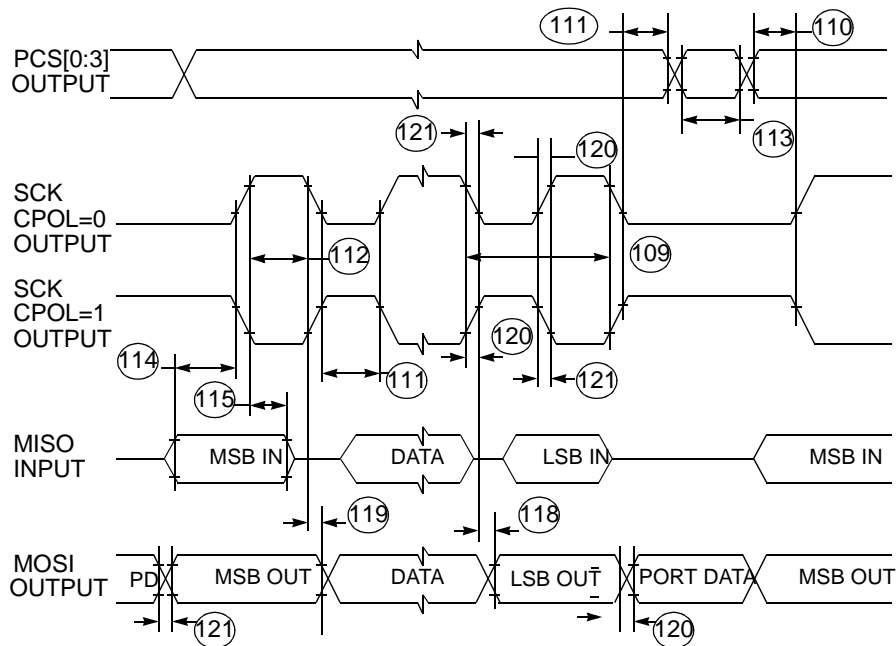 111
110
PCS[0:3]
OUTPUT
121
120
113
SCK
CPOL=0
OUTPUT
112
109
SCK
CPOL=1
OUTPUT
114
120
111
121
115
MISO
INPUT
MSB IN
DATA
LSB IN
MSB IN
119
118
MOSI
OUTPUT
PD
MSB OUT
DATA
LSB OUT
PORT DATA
MSB OUT
121
120